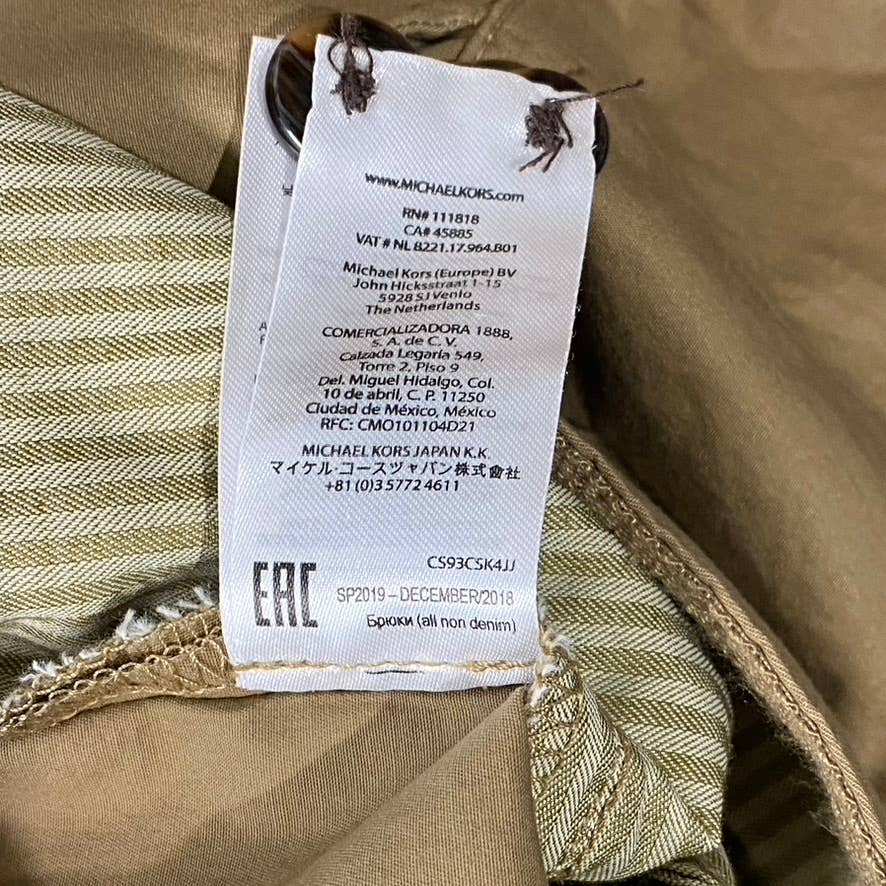 www.MICHAELKORS.com
RN# 111818
CA# 45885
VAT # NL 8221.17.964.B01
Michael Kors (Europe) BV
John Hicksstraat 1-15
5928 SJ Venlo
The Netherlands
COMERCIALIZADORA 1888,
S. A. de C. V.
Calzada Legaria 549,
Torre 2, Piso 9
Del. Miguel Hidalgo, Col.
10 de abril, C. P. 11250
Ciudad de México, México
RFC: CMO101104D21
MICHAEL KORS JAPAN K.K.
マイケル·コースツャパン株式會社
+81 (0)3 5772 4611
CS93C5K4JJ
EAC
SP2019 – DECEMBER/2018
Брюки (all non denim)